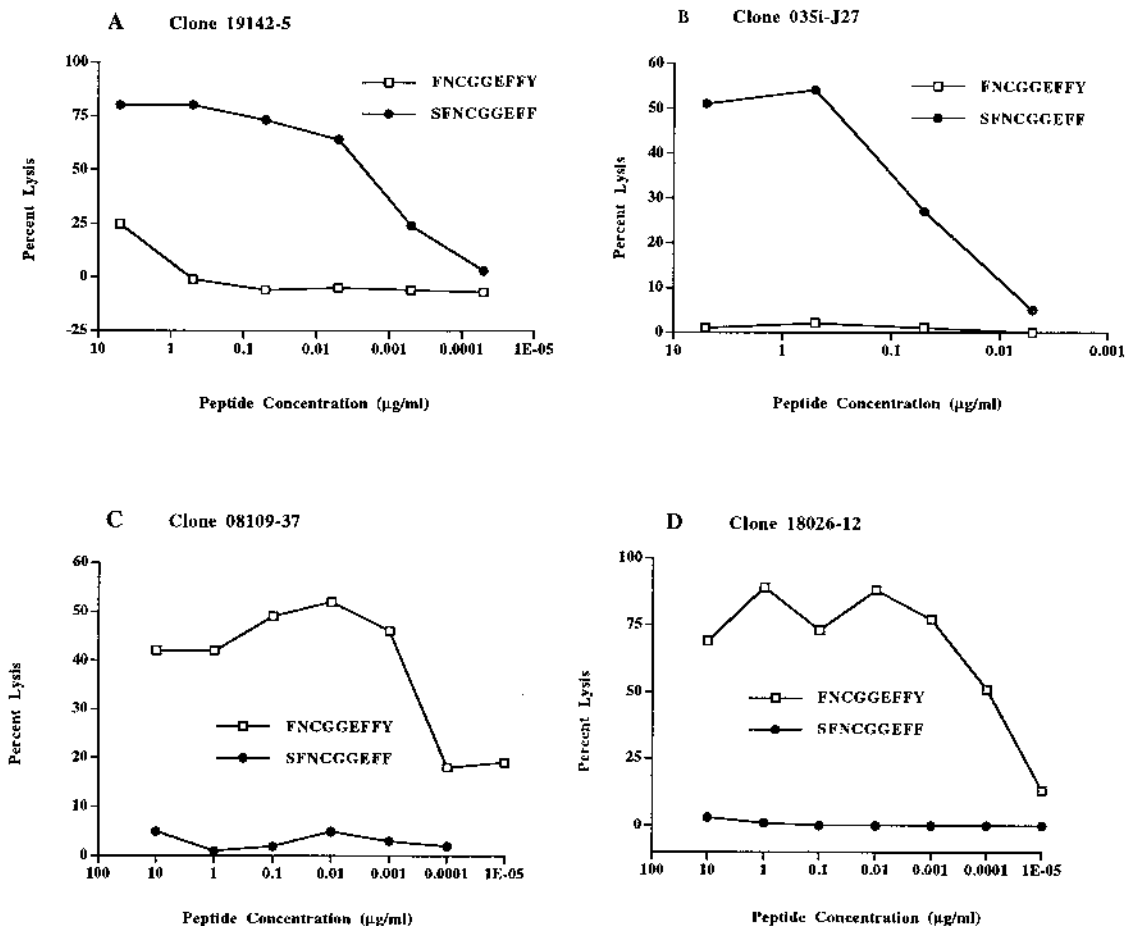 A Clone 19142-5
100
75
50
25
0
-25
Percent Lysis
FNCGGEFFY
SFNCGGEFF
10 1 0.1 0.01 0.001 0.0001 1E-05
Peptide Concentration (µg/ml)
B Clone 035i-J27
60
50
40
30
20
10
0
Percent Lysis
FNCGGEFFY
SFNCGGEFF
10 1 0.1 0.01 0.001
Peptide Concentration (µg/ml)
C Clone 08109-37
60
50
40
20
10
0
Percent Lysis
FNCGGEFFY
SFNCGGEFF
100 10 1 0.1 0.01 0.001 0.0001 1E-05
Peptide Concentration (µg/ml)
D Clone 18026-12
100
75
50
25
0
Percent Lysis
FNCGGEFFY
SFNCGGEFF
100 10 1 0.1 0.01 0.001 0.0001 1E-05
Peptide Concentration (µg/ml)